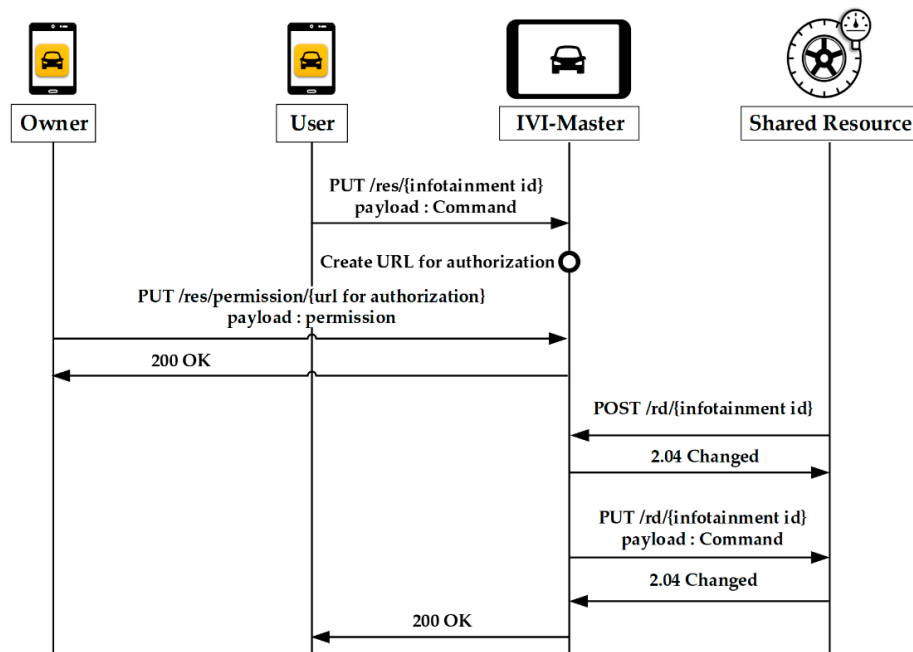 Owner
User
IVI-Master
Shared Resource
PUT /res/{infotainment id}
payload : Command
Create URL for authorization
PUT /res/permission/{url for authorization}
payload : permission
200 OK
POST /rd/{infotainment id}
2.04 Changed
PUT /rd/{infotainment id}
payload : Command
2.04 Changed
200 OK